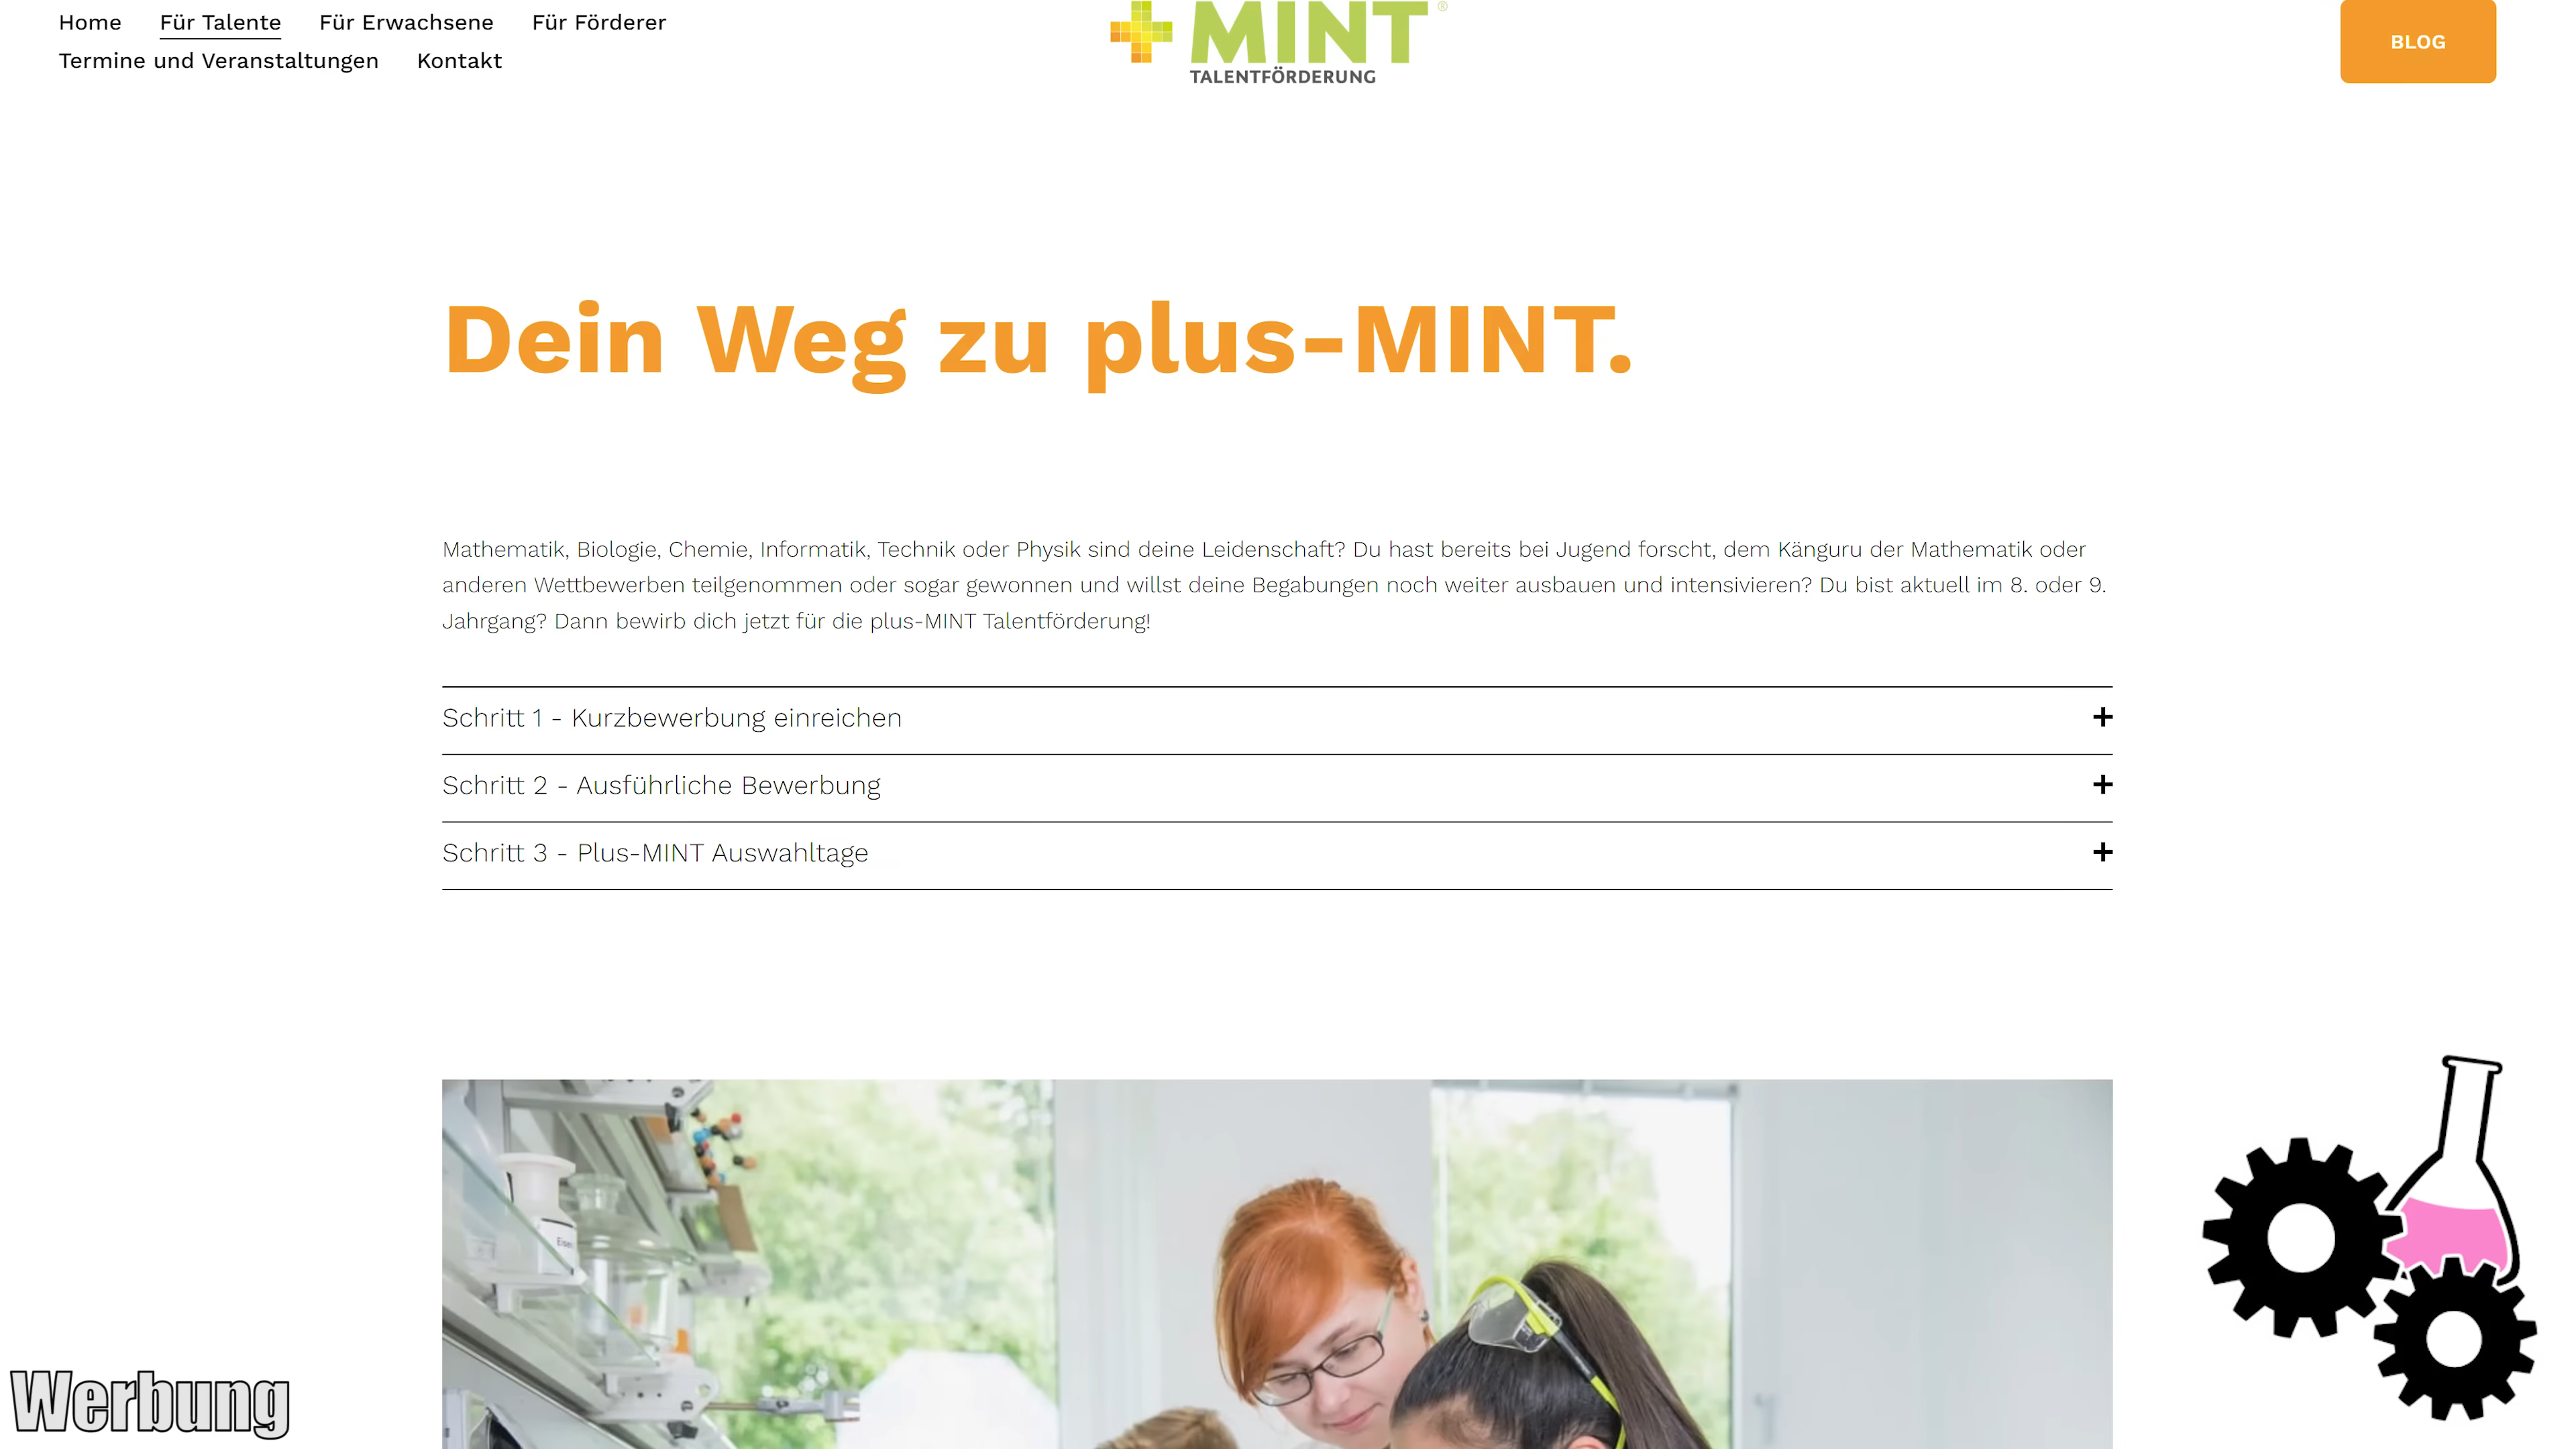 Home Für Talente Für Erwachsene Für Förderer
Termine und Veranstaltungen Kontakt
MINT®
TALENTFÖRDERUNG
BLOG
Dein Weg zu plus-MINT.
Mathematik, Biologie, Chemie, Informatik, Technik oder Physik sind deine Leidenschaft? Du hast bereits bei Jugend forscht, dem Känguru der Mathematik oder
anderen Wettbewerben teilgenommen oder sogar gewonnen und willst deine Begabungen noch weiter ausbauen und intensivieren? Du bist aktuell im 8. oder 9.
Jahrgang? Dann bewirb dich jetzt für die plus-MINT Talentförderung!
Schritt 1 - Kurzbewerbung einreichen +
Schritt 2 - Ausführliche Bewerbung +
Schritt 3 - Plus-MINT Auswahltage +
Werbung